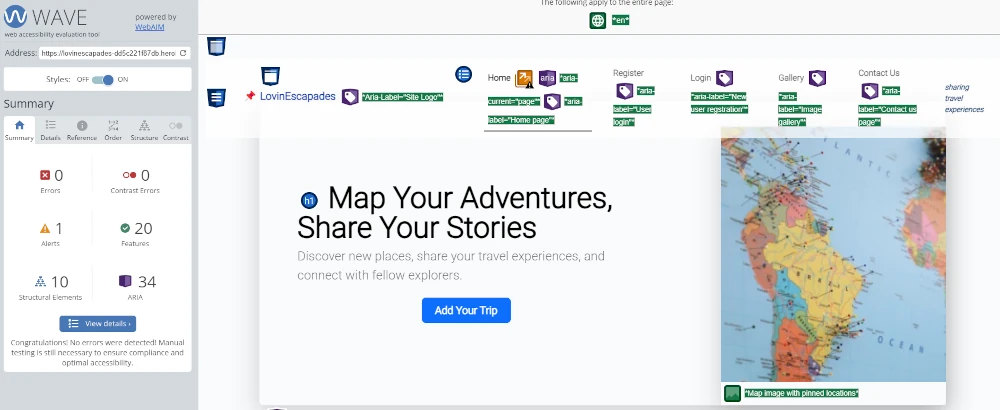 WAVE
web accessibility evaluation tool
powered by
WebAIM
Address: https://lovinescapades-dd5c221f87db.hero
Styles: OFF ON
Summary
Summary Details Reference Order Structure Contrast
0 Errors
0 Contrast Errors
1 Alerts
20 Features
10 Structural Elements
34 ARIA
View details ›
Congratulations! No errors were detected! Manual
testing is still necessary to ensure compliance and
optimal accessibility.
The following apply to the entire page:
*en*
LovinEscapades *Aria-Label="Site Logo"*
Home aria *aria-
current="page"* *aria-
label="Home page"*
Register
*aria-
label="User
login"*
Login
*aria-label="New
user registration"*
Gallery
*aria-
label="Image
gallery"*
Contact Us
*aria-
label="Contact us
page"*
sharing
travel
experiences
h1 Map Your Adventures,
Share Your Stories
Discover new places, share your travel experiences, and
connect with fellow explorers.
Add Your Trip
ATLANTIC
OCEAN
*Map image with pinned locations*